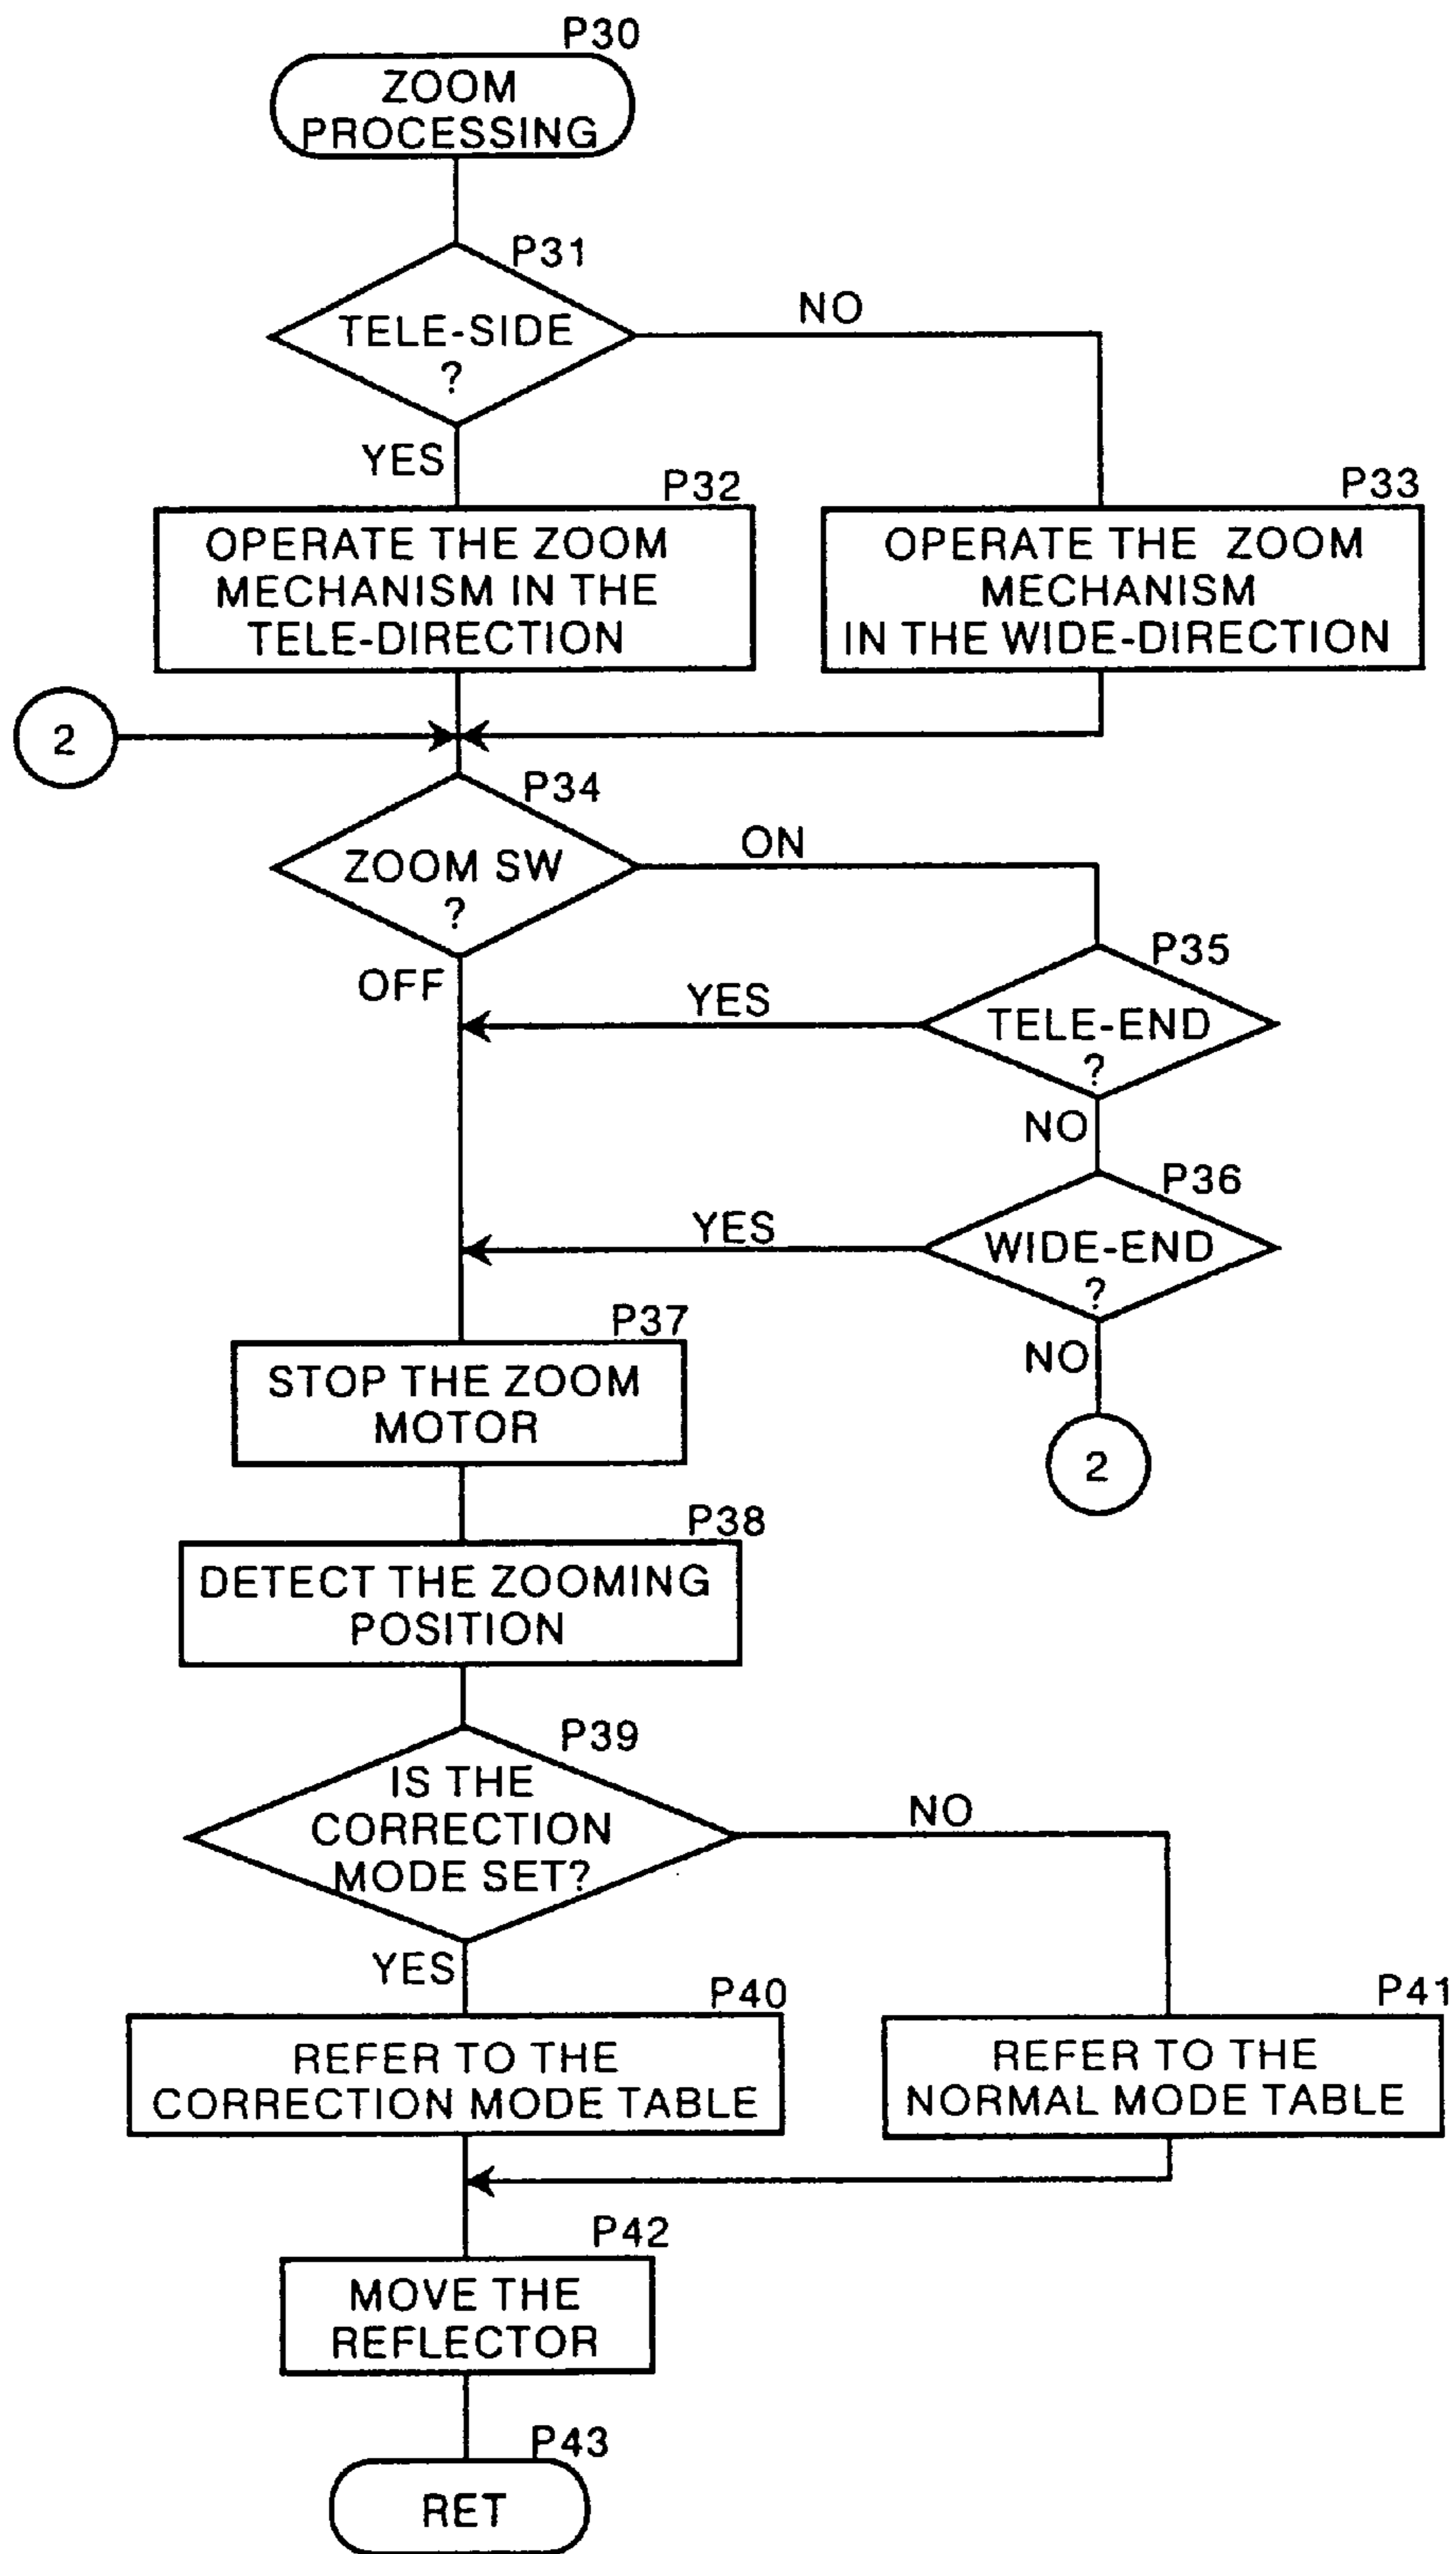 P30
ZOOM
PROCESSING
P31
TELE-SIDE
?
NO
YES
P32
OPERATE THE ZOOM
MECHANISM IN THE
TELE-DIRECTION
P33
OPERATE THE ZOOM
MECHANISM
IN THE WIDE-DIRECTION
2
P34
ZOOM SW
?
ON
OFF
P35
TELE-END
?
YES
NO
P36
WIDE-END
?
YES
NO
2
P37
STOP THE ZOOM
MOTOR
P38
DETECT THE ZOOMING
POSITION
P39
IS THE
CORRECTION
MODE SET?
NO
YES
P40
REFER TO THE
CORRECTION MODE TABLE
P41
REFER TO THE
NORMAL MODE TABLE
P42
MOVE THE
REFLECTOR
P43
RET